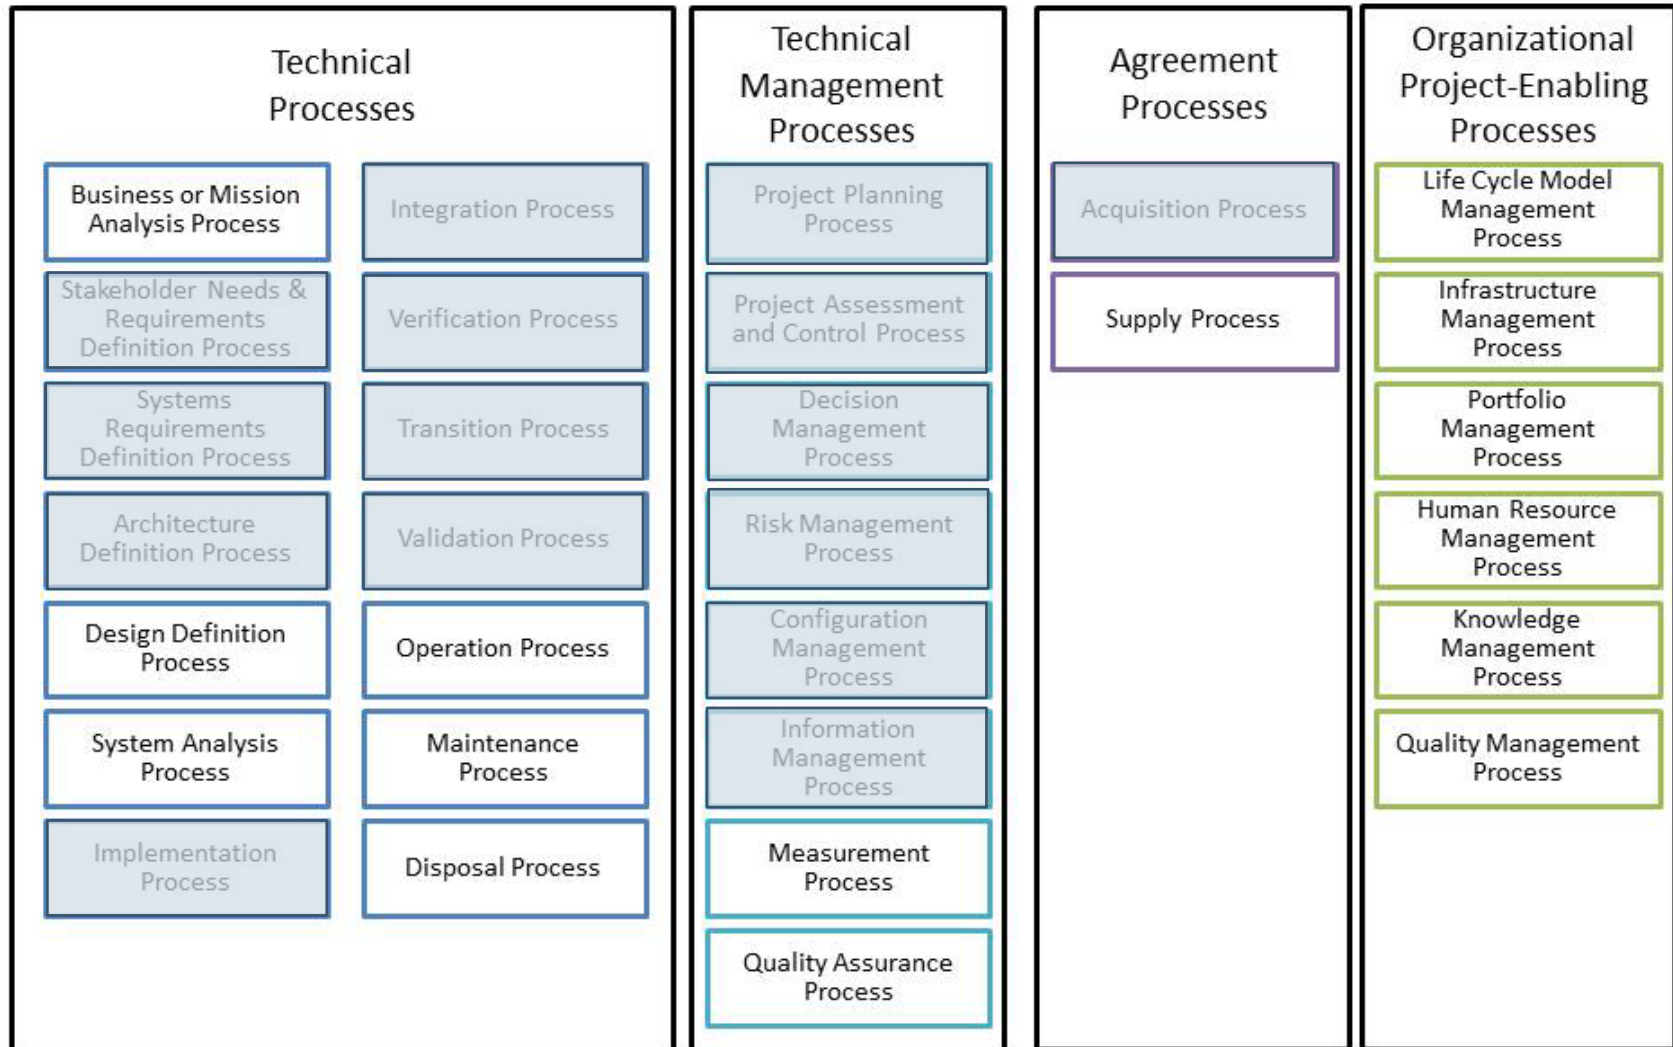 Technical
Processes
Business or Mission
Analysis Process
Stakeholder Needs &
Requirements
Definition Process
Systems
Requirements
Definition Process
Architecture
Definition Process
Design Definition
Process
System Analysis
Process
Implementation
Process
Integration Process
Verification Process
Transition Process
Validation Process
Operation Process
Maintenance
Process
Disposal Process
Technical
Management
Processes
Project Planning
Process
Project Assessment
and Control Process
Decision
Management
Process
Risk Management
Process
Configuration
Management
Process
Information
Management
Process
Measurement
Process
Quality Assurance
Process
Agreement
Processes
Acquisition Process
Supply Process
Organizational
Project-Enabling
Processes
Life Cycle Model
Management
Process
Infrastructure
Management
Process
Portfolio
Management
Process
Human Resource
Management
Process
Knowledge
Management
Process
Quality Management
Process